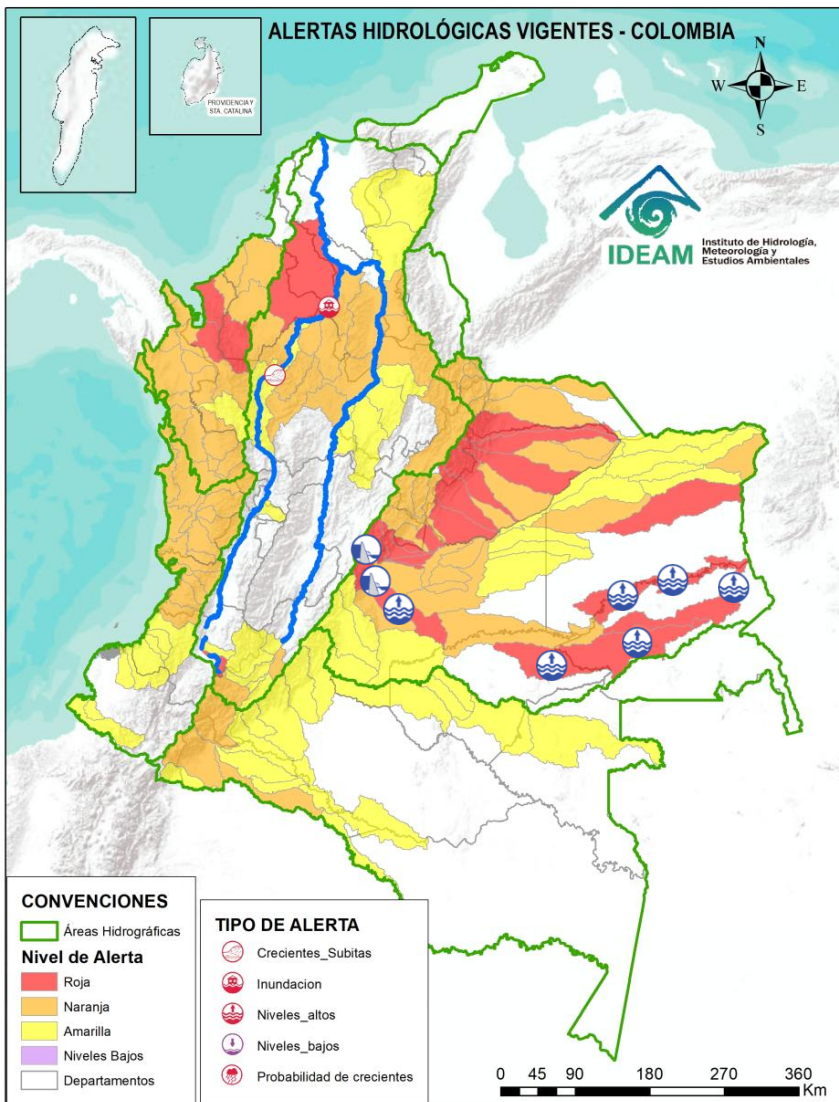 ALERTAS HIDROLÓGICAS VIGENTES - COLOMBIA
PROVIDENCIA Y
STA. CATALINA
N
W
E
S
IDEAM
Instituto de Hidrología,
Meteorología y
Estudios Ambientales
CONVENCIONES
Áreas Hidrográficas
Nivel de Alerta
Roja
Naranja
Amarilla
Niveles Bajos
Departamentos
TIPO DE ALERTA
Crecientes_Subitas
Inundacion
Niveles_altos
Niveles_bajos
Probabilidad de crecientes
0 45 90 180 270 360
Km